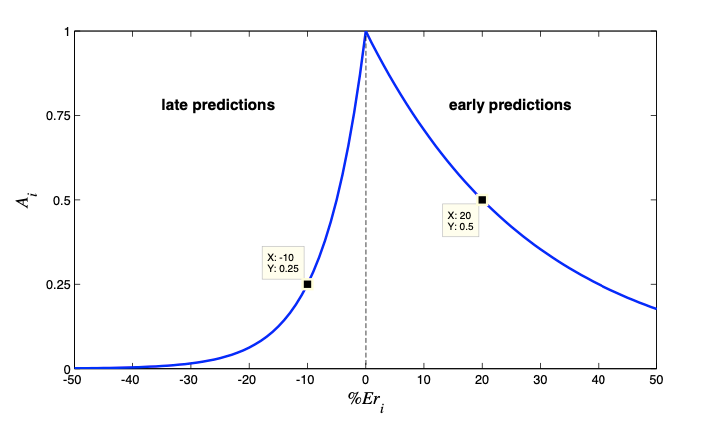 1
0.75
0.5
0.25
0
A_i
late predictions
early predictions
X: 20
Y: 0.5
X: -10
Y: 0.25
-50 -40 -30 -20 -10 0 10 20 30 40 50
%Er_i